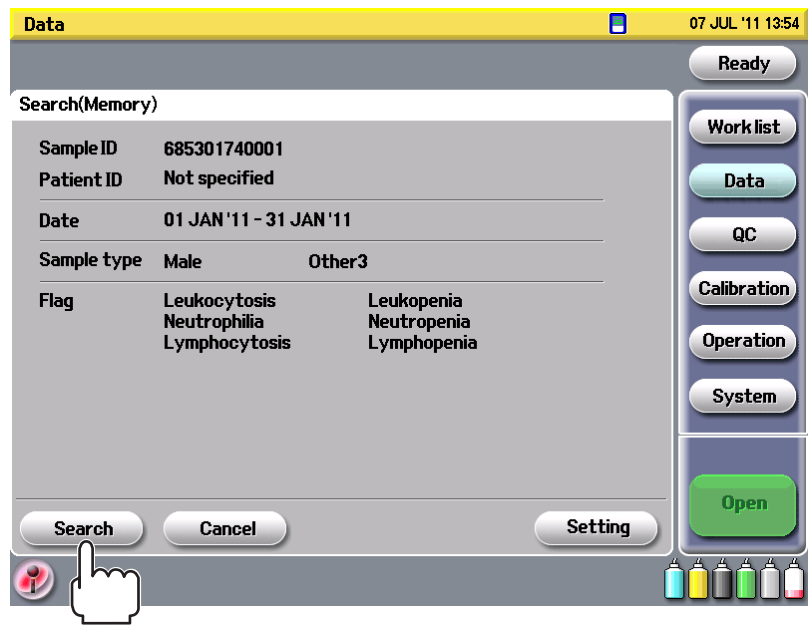 Data 07 JUL '11 13:54
Ready
Search(Memory)
Sample ID 685301740001
Patient ID Not specified
Date 01 JAN '11 - 31 JAN '11
Sample type Male Other3
Flag Leukocytosis Leukopenia
Neutrophilia Neutropenia
Lymphocytosis Lymphopenia
Search Cancel Setting
Work list
Data
QC
Calibration
Operation
System
Open